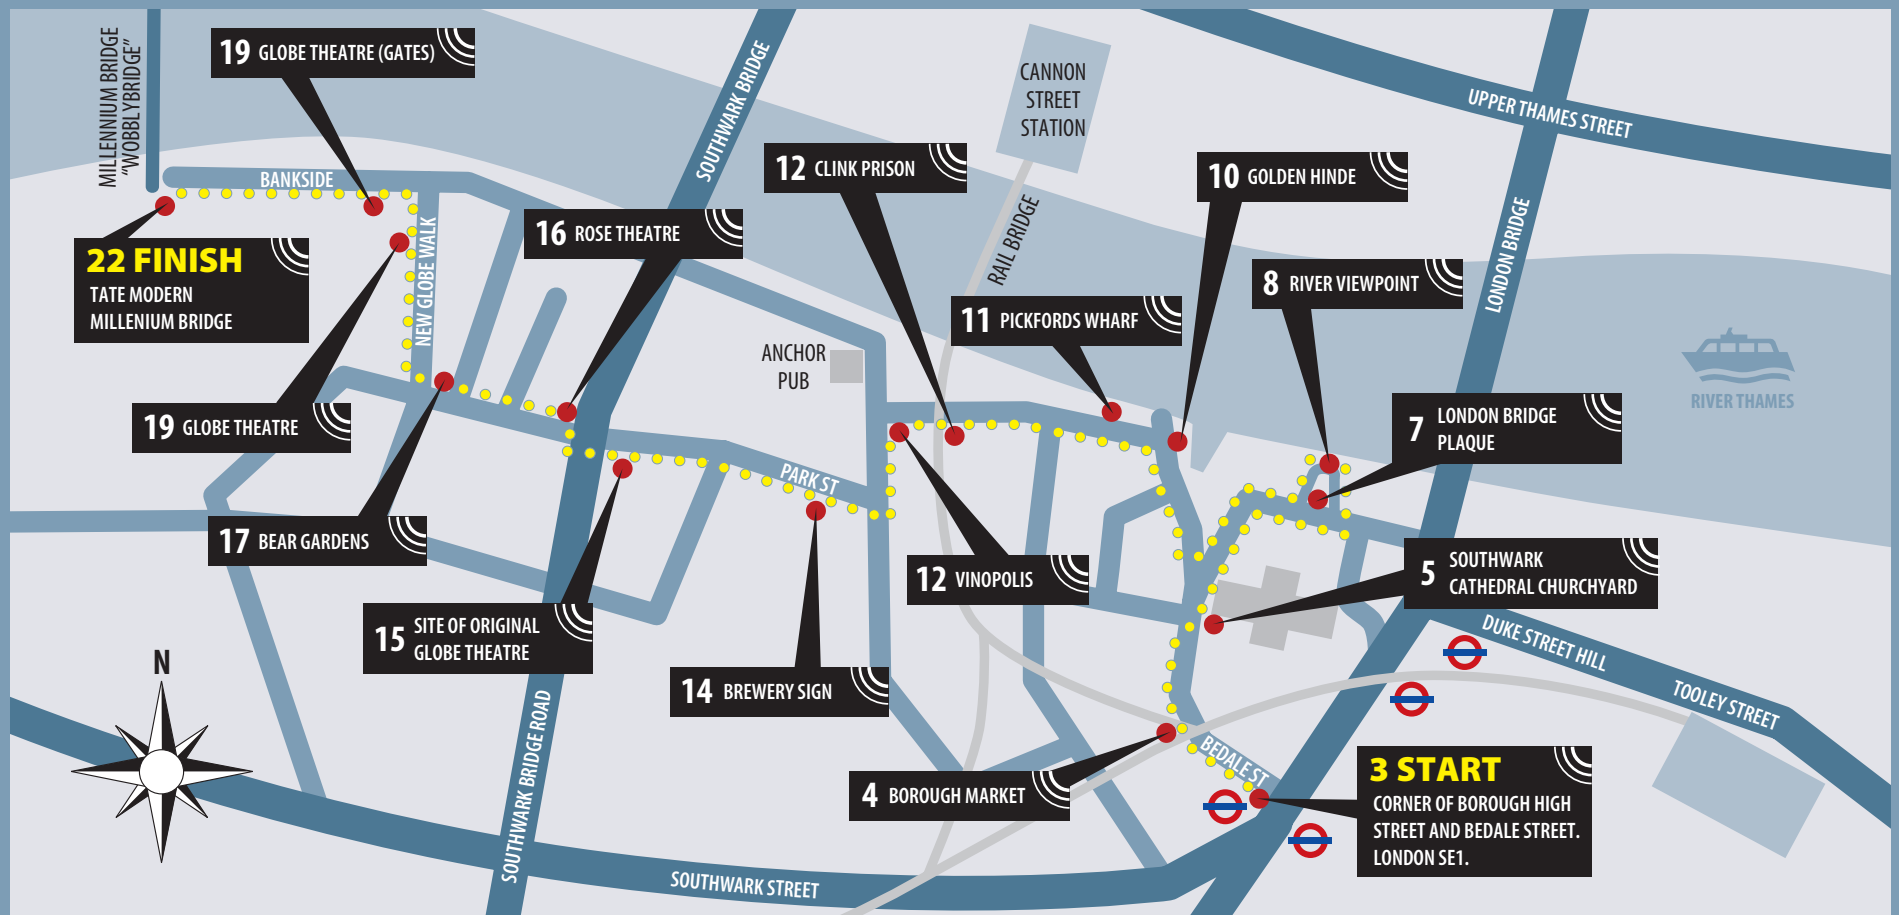 MILLENNIUM BRIDGE
“WOBBLYBRIDGE”
19 GLOBE THEATRE (GATES)
SOUTHWARK BRIDGE
CANNON
STREET
STATION
UPPER THAMES STREET
BANKSIDE
12 CLINK PRISON
10 GOLDEN HINDE
NEW GLOBE WALK
16 ROSE THEATRE
RAIL BRIDGE
LONDON BRIDGE
22 FINISH
TATE MODERN
MILLENIUM BRIDGE
8 RIVER VIEWPOINT
11 PICKFORDS WHARF
ANCHOR
PUB
RIVER THAMES
19 GLOBE THEATRE
7 LONDON BRIDGE
PLAQUE
PARK ST
17 BEAR GARDENS
12 VINOPOLIS
5 SOUTHWARK
CATHEDRAL CHURCHYARD
15 SITE OF ORIGINAL
GLOBE THEATRE
DUKE STREET HILL
N
14 BREWERY SIGN
TOOLEY STREET
SOUTHWARK BRIDGE ROAD
BEDALE ST
4 BOROUGH MARKET
3 START
CORNER OF BOROUGH HIGH
STREET AND BEDALE STREET.
LONDON SE1.
SOUTHWARK STREET